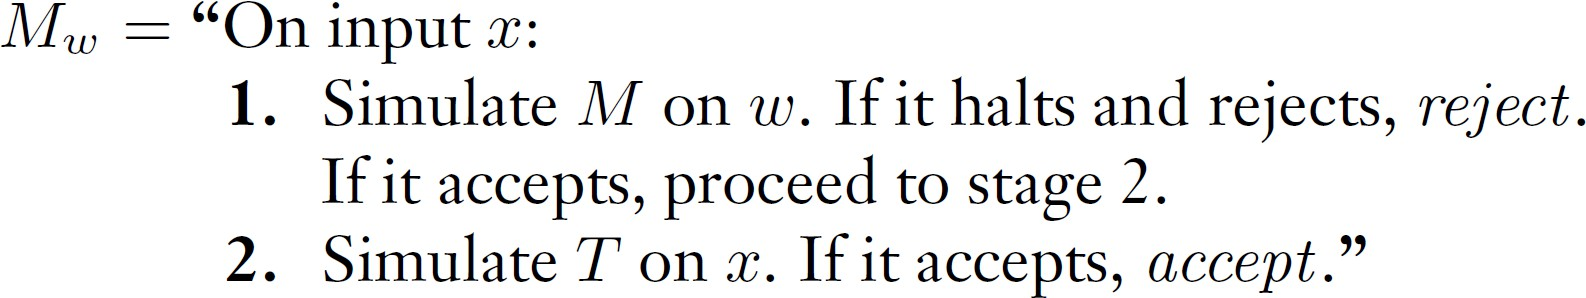 M_w = “On input x:
1. Simulate M on w. If it halts and rejects, reject.
If it accepts, proceed to stage 2.
2. Simulate T on x. If it accepts, accept.”